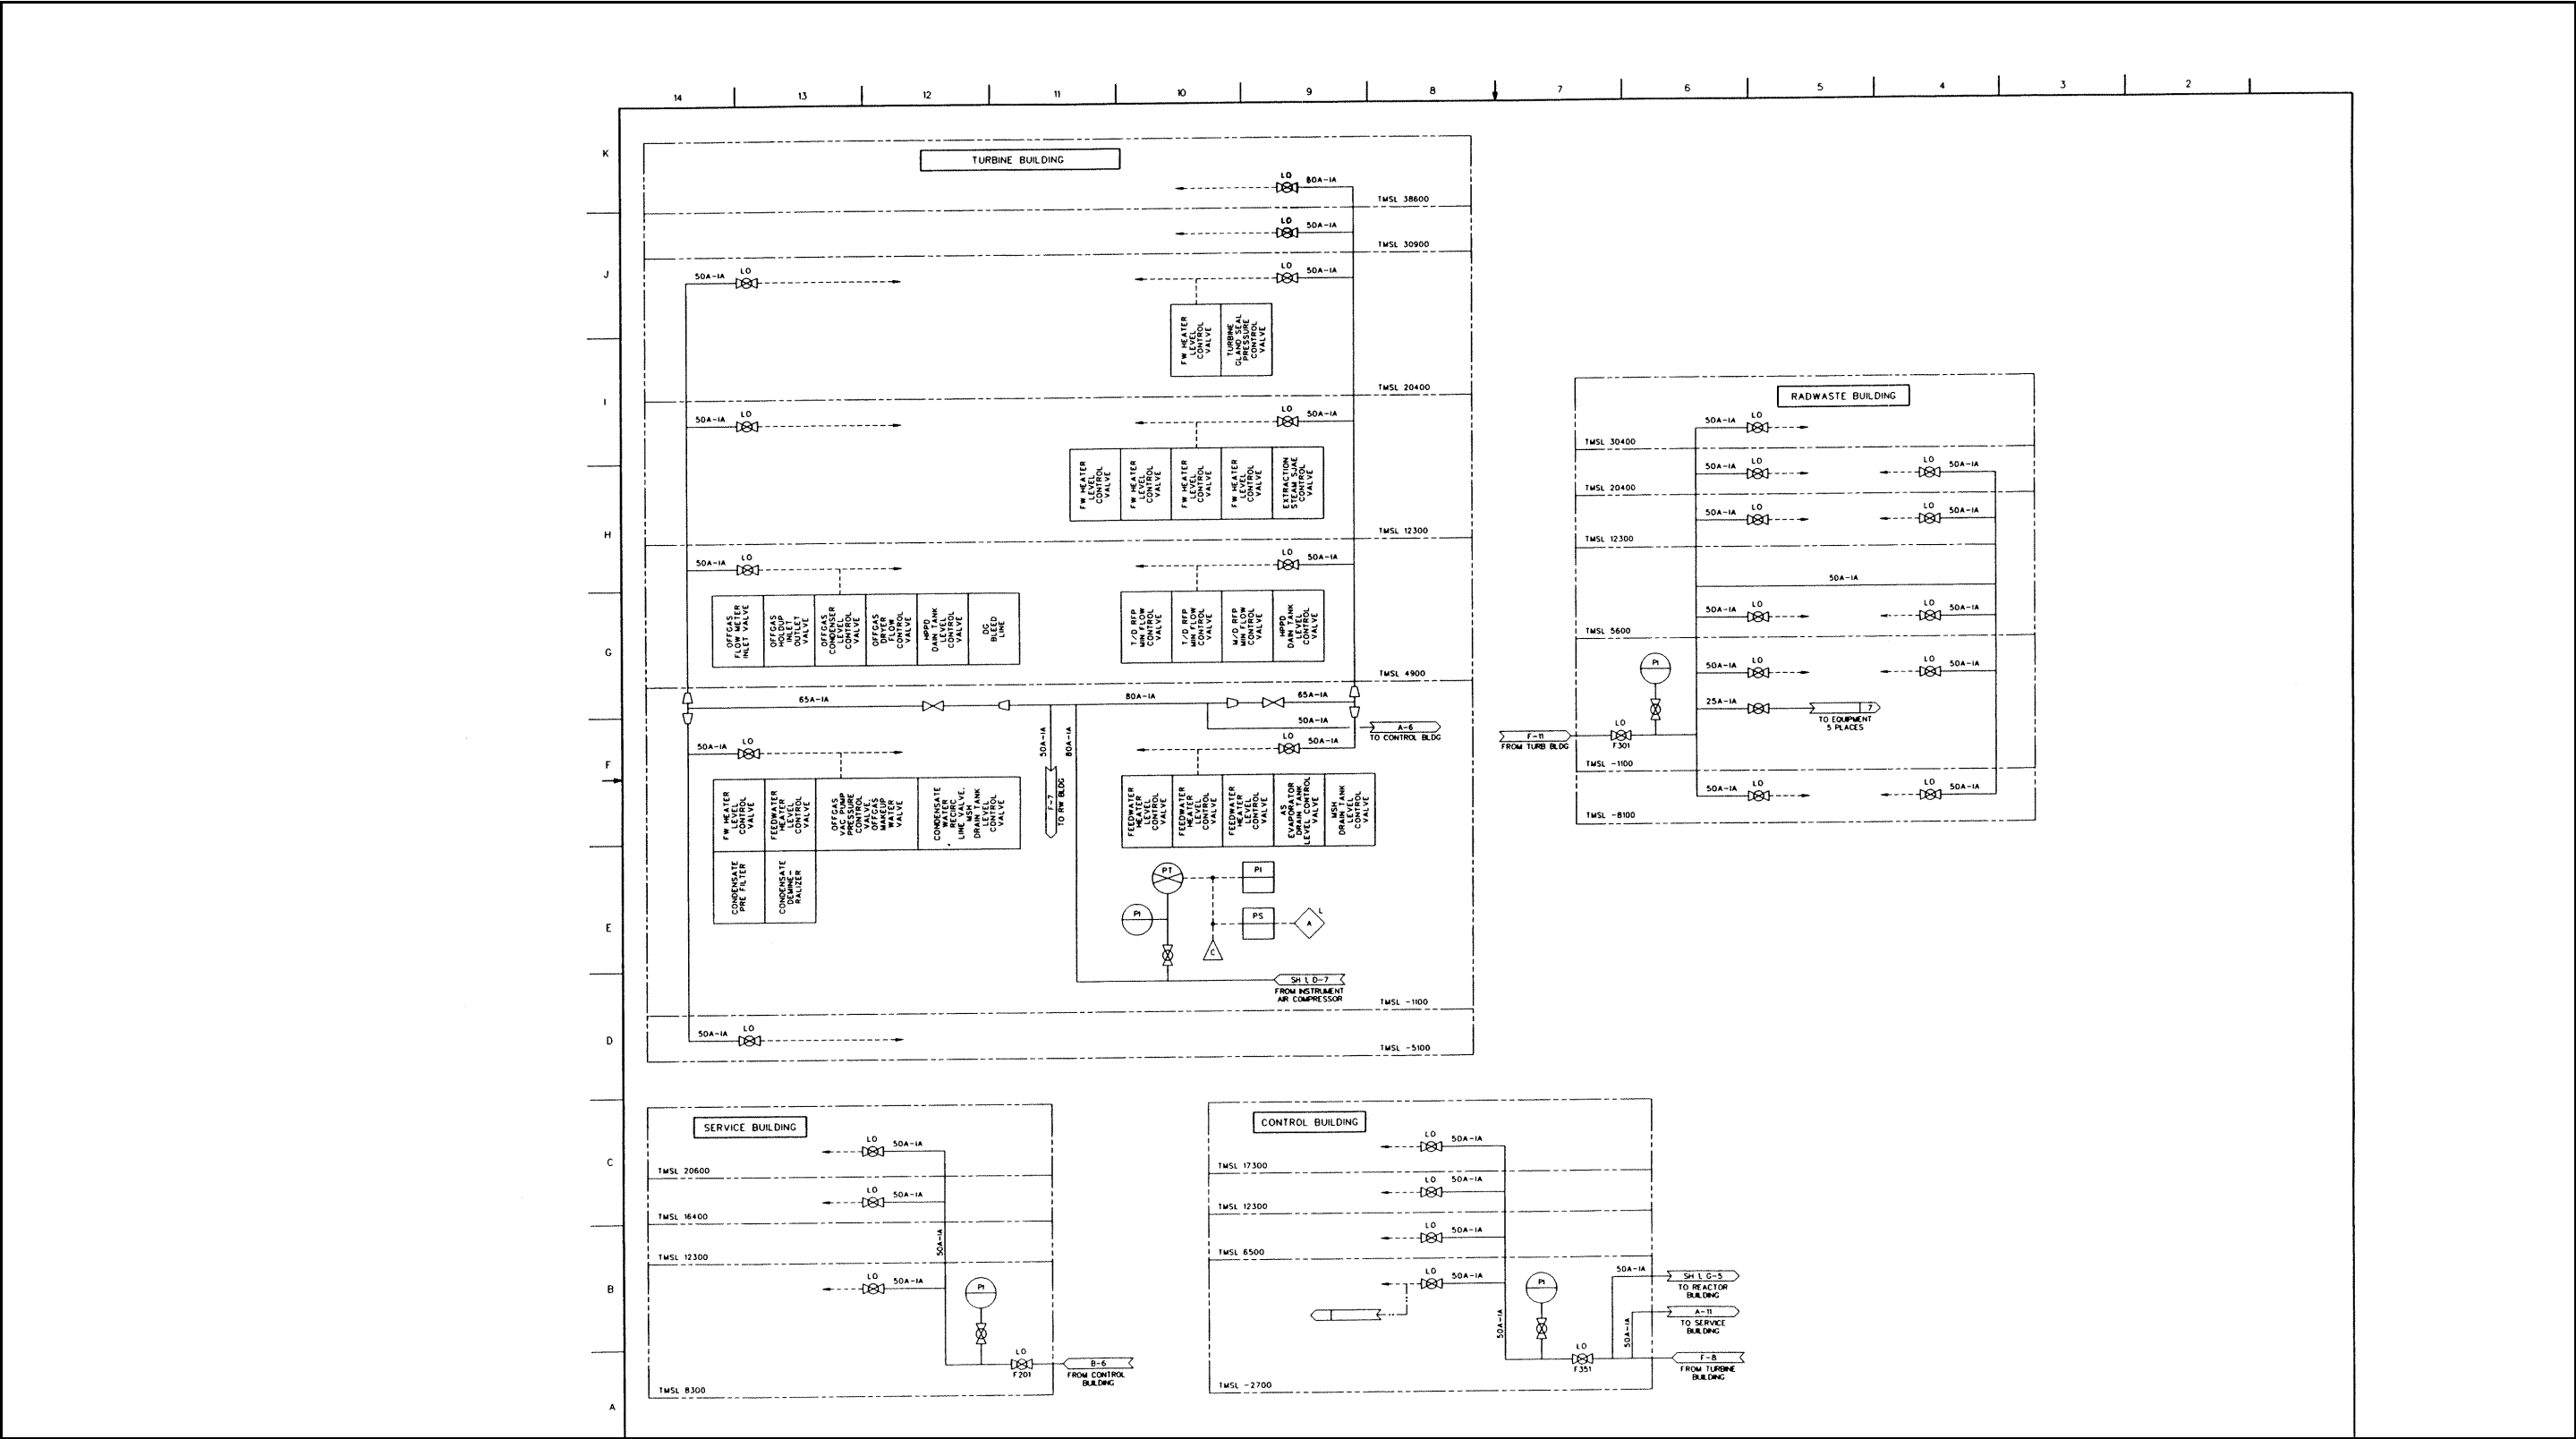 14 13 12 11 10 9 8 7 6 5 4 3 2
K
J
I
H
G
F
E
D
C
B
A
TURBINE BUILDING
LO
80A-IA
TMSL 38600
LO
50A-IA
TMSL 30900
50A-IA
LO
LO
50A-IA
FW HEATER
LEVEL
CONTROL
VALVE
TURBINE
GLAND SEAL
PRESSURE
CONTROL
VALVE
TMSL 20400
50A-IA
LO
LO
50A-IA
FW HEATER
LEVEL
CONTROL
VALVE
FW HEATER
LEVEL
CONTROL
VALVE
FW HEATER
LEVEL
CONTROL
VALVE
FW HEATER
LEVEL
CONTROL
VALVE
EXTRACTION
STEAM SJAE
CONTROL
VALVE
TMSL 12300
50A-IA
LO
LO
50A-IA
OFFGAS
FLOW METER
INLET VALVE
OFFGAS
HOLDUP
INLET
OUTLET
VALVE
OFFGAS
CONDENSER
LEVEL
CONTROL
VALVE
OFFGAS
DRYER
FLOW
CONTROL
VALVE
HPPD
DAIN TANK
LEVEL
CONTROL
VALVE
DG
BLEED
LINE
T/D RFP
MIN FLOW
CONTROL
VALVE
T/D RFP
MIN FLOW
CONTROL
VALVE
M/D RFP
MIN FLOW
CONTROL
VALVE
HPPD
DAIN TANK
LEVEL
CONTROL
VALVE
TMSL 4900
65A-IA
80A-IA
65A-IA
50A-IA
A-6
TO CONTROL BLDG
50A-IA
80A-IA
F-7
TO RW BLDG
50A-IA
LO
LO
50A-IA
FW HEATER
LEVEL
CONTROL
VALVE
FEEDWATER
HEATER
LEVEL
CONTROL
VALVE
OFFGAS
VAC PUMP
PRESSURE
CONTROL
VALVE,
OFFGAS
MAKEUP
WATER
VALVE
CONDENSATE
WATER
RECIRC
LINE VALVE,
MSH
DRAIN TANK
LEVEL
CONTROL
VALVE
CONDENSATE
PRE FILTER
CONDENSATE
DEMINE-
RALIZER
FEEDWATER
HEATER
LEVEL
CONTROL
VALVE
FEEDWATER
HEATER
LEVEL
CONTROL
VALVE
FEEDWATER
HEATER
LEVEL
CONTROL
VALVE
AS
EVAPORATOR
DRAIN TANK
LEVEL CONTROL
VALVE
MSH
DRAIN TANK
LEVEL
CONTROL
VALVE
PT
PI
PI
PS
A
L
C
SH 1, D-7
FROM INSTRUMENT
AIR COMPRESSOR
TMSL -1100
50A-IA
LO
TMSL -5100
RADWASTE BUILDING
50A-IA
LO
TMSL 30400
50A-IA
LO
LO
50A-IA
TMSL 20400
50A-IA
LO
LO
50A-IA
TMSL 12300
50A-IA
50A-IA
LO
LO
50A-IA
TMSL 5600
PI
50A-IA
LO
LO
50A-IA
25A-IA
7
TO EQUIPMENT
5 PLACES
F-11
FROM TURB BLDG
LO
F301
TMSL -1100
50A-IA
LO
LO
50A-IA
TMSL -8100
SERVICE BUILDING
LO
50A-IA
TMSL 20600
LO
50A-IA
TMSL 16400
50A-IA
TMSL 12300
LO
50A-IA
PI
LO
F201
B-6
FROM CONTROL
BUILDING
TMSL 8300
CONTROL BUILDING
LO
50A-IA
TMSL 17300
LO
50A-IA
TMSL 12300
LO
50A-IA
TMSL 6500
LO
50A-IA
PI
50A-IA
50A-IA
SH 1, G-5
TO REACTOR
BUILDING
A-11
TO SERVICE
BUILDING
50A-IA
LO
F351
F-8
FROM TURBINE
BUILDING
TMSL -2700